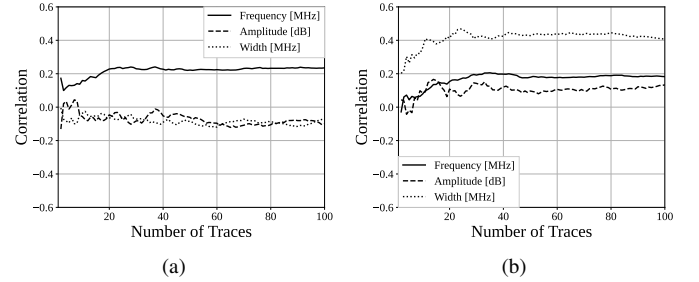 0.6
0.4
0.2
0.0
−0.2
−0.4
−0.6
20
40
60
80
100
Correlation
Number of Traces
Frequency [MHz]
Amplitude [dB]
Width [MHz]
(a)
0.6
0.4
0.2
0.0
−0.2
−0.4
−0.6
20
40
60
80
100
Correlation
Number of Traces
Frequency [MHz]
Amplitude [dB]
Width [MHz]
(b)